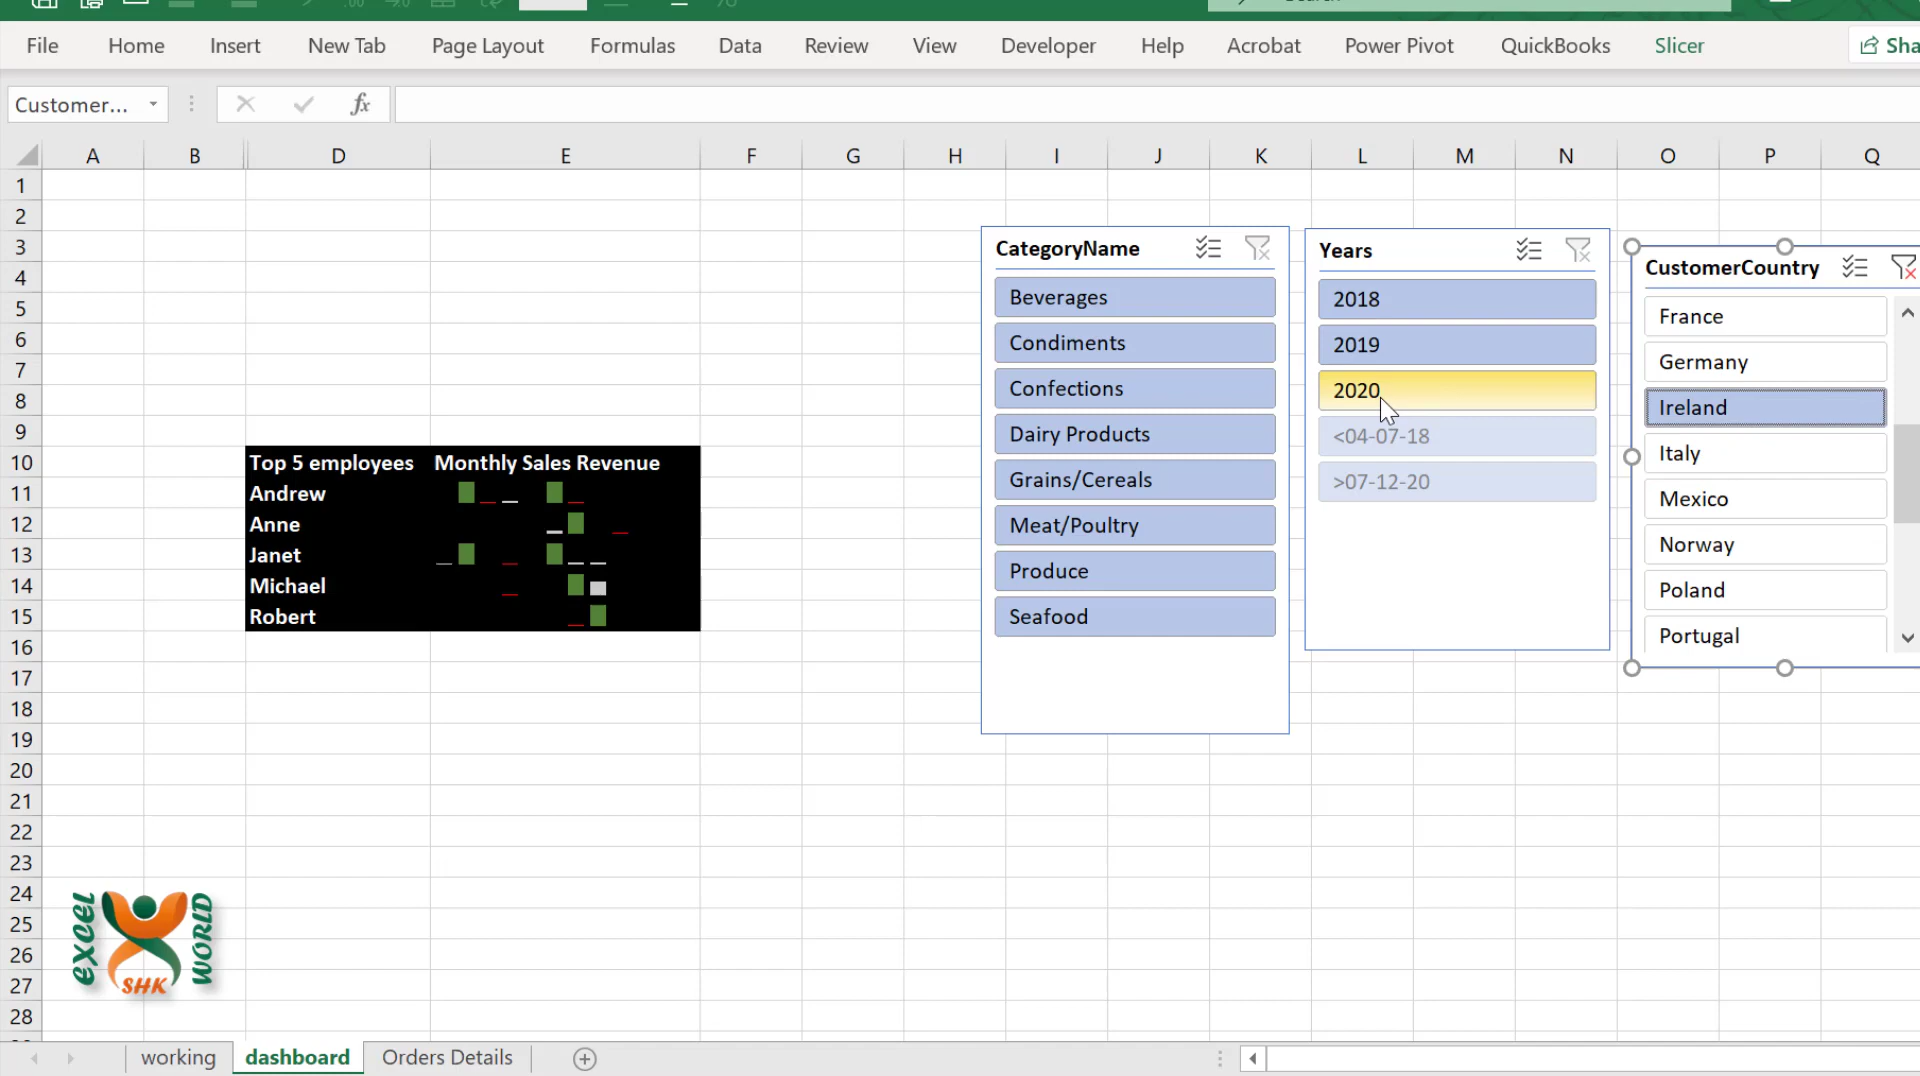 File Home Insert New Tab Page Layout Formulas Data Review View Developer Help Acrobat Power Pivot QuickBooks Slicer
Customer... fx
A B D E F G H I J K L M N O P Q
1
2
3
4
5
6
7
8
9
10
11
12
13
14
15
16
17
18
19
20
21
22
23
24
25
26
27
28
Top 5 employees Monthly Sales Revenue
Andrew
Anne
Janet
Michael
Robert
CategoryName
Beverages
Condiments
Confections
Dairy Products
Grains/Cereals
Meat/Poultry
Produce
Seafood
Years
2018
2019
2020
<04-07-18
>07-12-20
CustomerCountry
France
Germany
Ireland
Italy
Mexico
Norway
Poland
Portugal
SHK
WORLD
working dashboard Orders Details